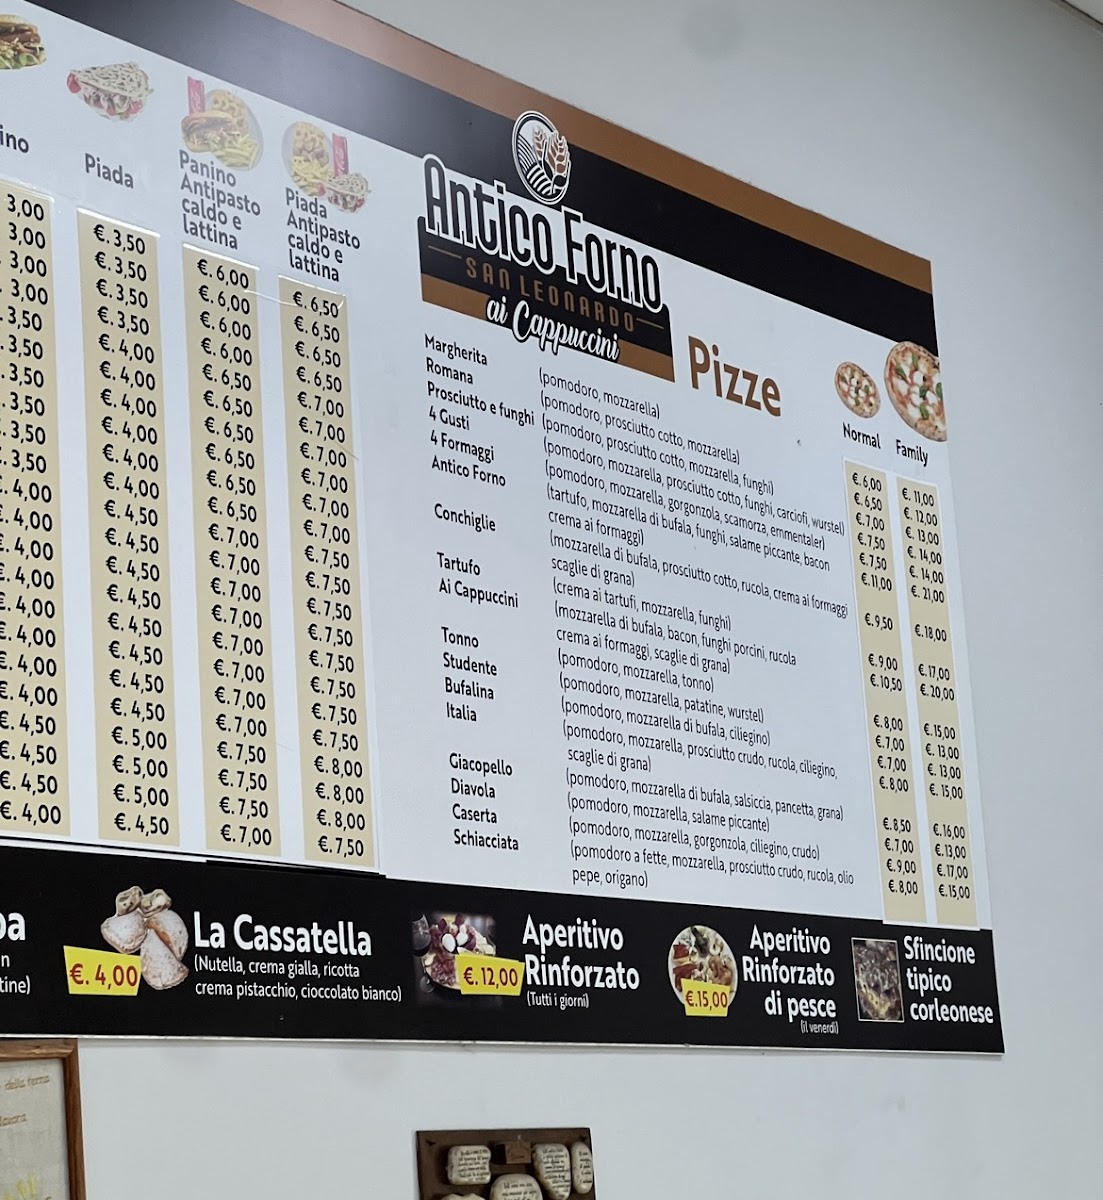 ino
3,00
3,00
3,00
3,00
3,50
3,50
3,50
3,50
3,50
3,50
4,00
€. 4,00
€. 4,00
€. 4,00
€. 4,00
€. 4,00
€. 4,00
€. 4,00
€. 4,50
€. 4,50
€. 4,50
€. 4,00
Piada
€. 3,50
€. 3,50
€. 3,50
€. 3,50
€. 4,00
€. 4,00
€. 4,00
€. 4,00
€. 4,00
€. 4,00
€. 4,50
€. 4,50
€. 4,50
€. 4,50
€. 4,50
€. 4,50
€. 4,50
€. 4,50
€. 5,00
€. 5,00
€. 5,00
€. 4,50
Panino
Antipasto
caldo e
lattina
€. 6,00
€. 6,00
€. 6,00
€. 6,00
€. 6,50
€. 6,50
€. 6,50
€. 6,50
€. 6,50
€. 6,50
€. 7,00
€. 7,00
€. 7,00
€. 7,00
€. 7,00
€. 7,00
€. 7,00
€. 7,00
€. 7,50
€. 7,50
€. 7,50
€. 7,00
Piada
Antipasto
caldo e
lattina
€. 6,50
€. 6,50
€. 6,50
€. 6,50
€. 7,00
€. 7,00
€. 7,00
€. 7,00
€. 7,00
€. 7,00
€. 7,50
€. 7,50
€. 7,50
€. 7,50
€. 7,50
€. 7,50
€. 7,50
€. 7,50
€. 8,00
€. 8,00
€. 8,00
€. 7,50
Antico Forno
SAN LEONARDO
ai Cappuccini
Pizze
Normal Family
Margherita (pomodoro, mozzarella) €. 6,00 €. 11,00
Romana (pomodoro, prosciutto cotto, mozzarella) €. 6,50 €. 12,00
Prosciutto e funghi (pomodoro, prosciutto cotto, mozzarella, funghi) €. 7,00 €. 13,00
4 Gusti (pomodoro, mozzarella, prosciutto cotto, funghi, carciofi, wurstel) €. 7,50 €. 14,00
4 Formaggi (pomodoro, mozzarella, gorgonzola, scamorza, emmentaler) €. 7,50 €. 14,00
Antico Forno (tartufo, mozzarella di bufala, funghi, salame piccante, bacon €. 11,00 €. 21,00
crema ai formaggi)
Conchiglie (mozzarella di bufala, prosciutto cotto, rucola, crema ai formaggi €. 9,50 €. 18,00
scaglie di grana)
Tartufo (crema ai tartufi, mozzarella, funghi) €. 9,00 €. 17,00
Ai Cappuccini (mozzarella di bufala, bacon, funghi porcini, rucola €. 10,50 €. 20,00
crema ai formaggi, scaglie di grana)
Tonno (pomodoro, mozzarella, tonno) €. 8,00 €. 15,00
Studente (pomodoro, mozzarella, patatine, wurstel) €. 7,00 €. 13,00
Bufalina (pomodoro, mozzarella di bufala, ciliegino) €. 7,00 €. 13,00
Italia (pomodoro, mozzarella, prosciutto crudo, rucola, ciliegino, €. 8,00 €. 15,00
scaglie di grana)
Giacopello (pomodoro, mozzarella di bufala, salsiccia, pancetta, grana) €. 8,50 €. 16,00
Diavola (pomodoro, mozzarella, salame piccante) €. 7,00 €. 13,00
Caserta (pomodoro, mozzarella, gorgonzola, ciliegino, crudo) €. 9,00 €. 17,00
Schiacciata (pomodoro a fette, mozzarella, prosciutto crudo, rucola, olio €. 8,00 €. 15,00
pepe, origano)
pa
n
tine)
€. 4,00
La Cassatella
(Nutella, crema gialla, ricotta
crema pistacchio, cioccolato bianco)
€. 12,00
Aperitivo
Rinforzato
(Tutti i giorni)
€. 15,00
Aperitivo
Rinforzato
di pesce
(il venerdì)
Sfincione
tipico
corleonese
della terra